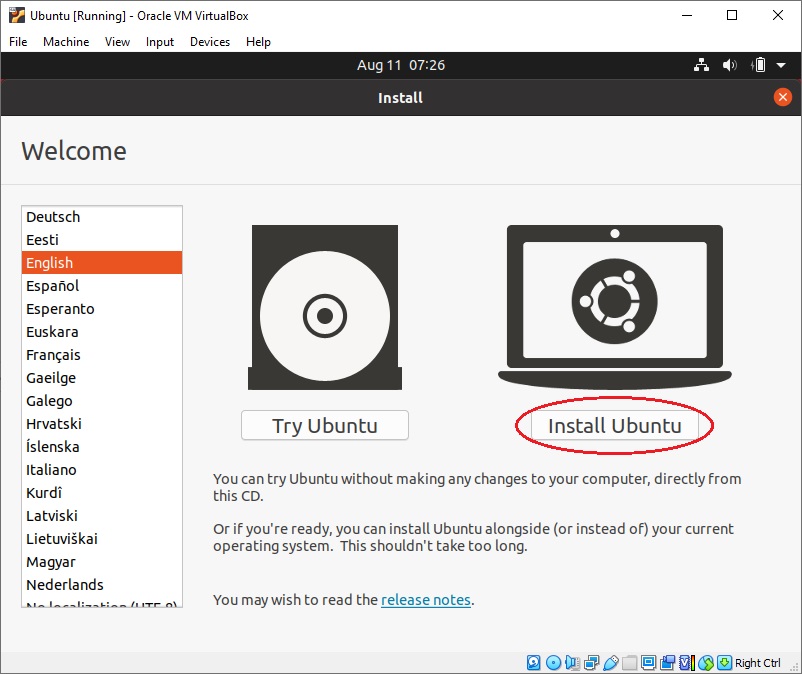 Ubuntu [Running] - Oracle VM VirtualBox
File Machine View Input Devices Help
Aug 11 07:26
Install
Welcome
Deutsch
Eesti
English
Español
Esperanto
Euskara
Français
Gaeilge
Galego
Hrvatski
Íslenska
Italiano
Kurdî
Latviski
Lietuviškai
Magyar
Nederlands
No localization (UTF-8)
Try Ubuntu
Install Ubuntu
You can try Ubuntu without making any changes to your computer, directly from
this CD.
Or if you're ready, you can install Ubuntu alongside (or instead of) your current
operating system. This shouldn't take too long.
You may wish to read the release notes.
Right Ctrl